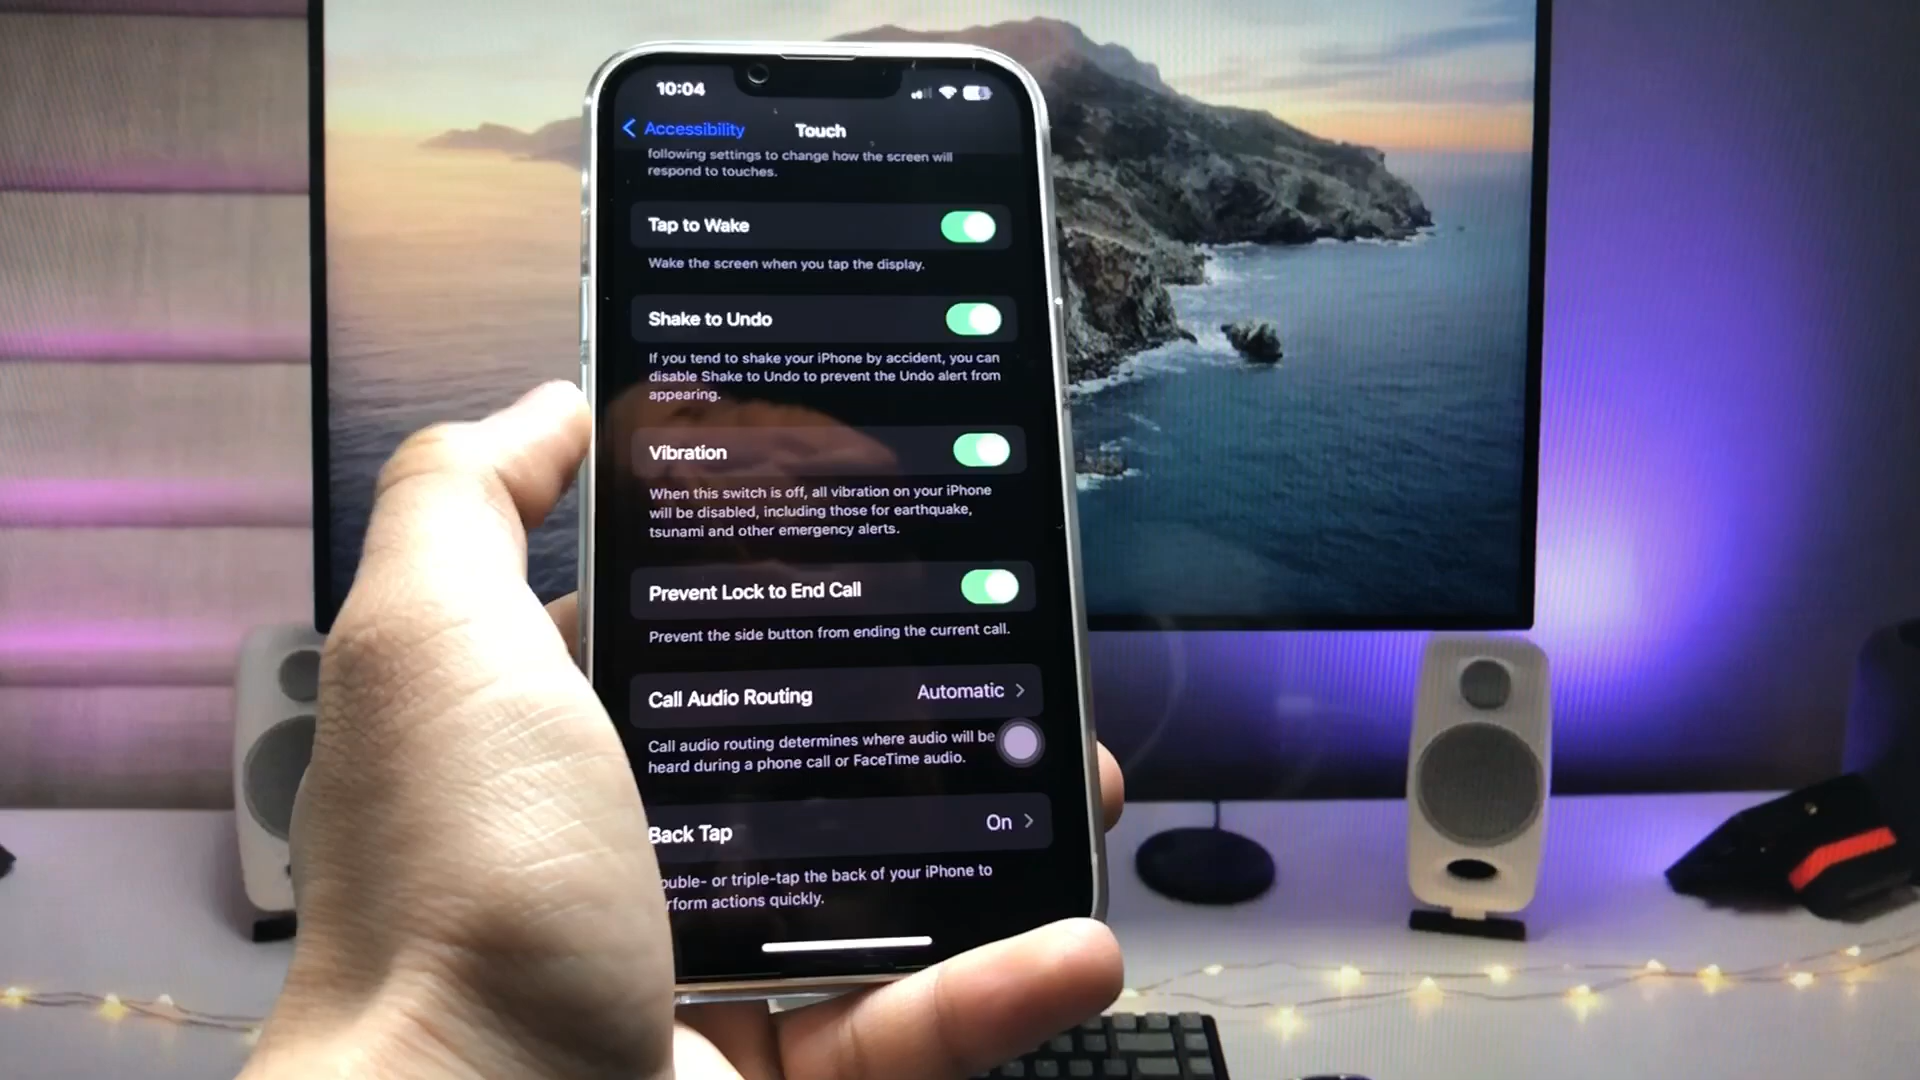 10:04
Accessibility
Touch
following settings to change how the screen will
respond to touches.
Tap to Wake
Wake the screen when you tap the display.
Shake to Undo
If you tend to shake your iPhone by accident, you can
disable Shake to Undo to prevent the Undo alert from
appearing.
Vibration
When this switch is off, all vibration on your iPhone
will be disabled, including those for earthquake,
tsunami and other emergency alerts.
Prevent Lock to End Call
Prevent the side button from ending the current call.
Call Audio Routing
Automatic
Call audio routing determines where audio will be
heard during a phone call or FaceTime audio.
Back Tap
On
ouble- or triple-tap the back of your iPhone to
rform actions quickly.